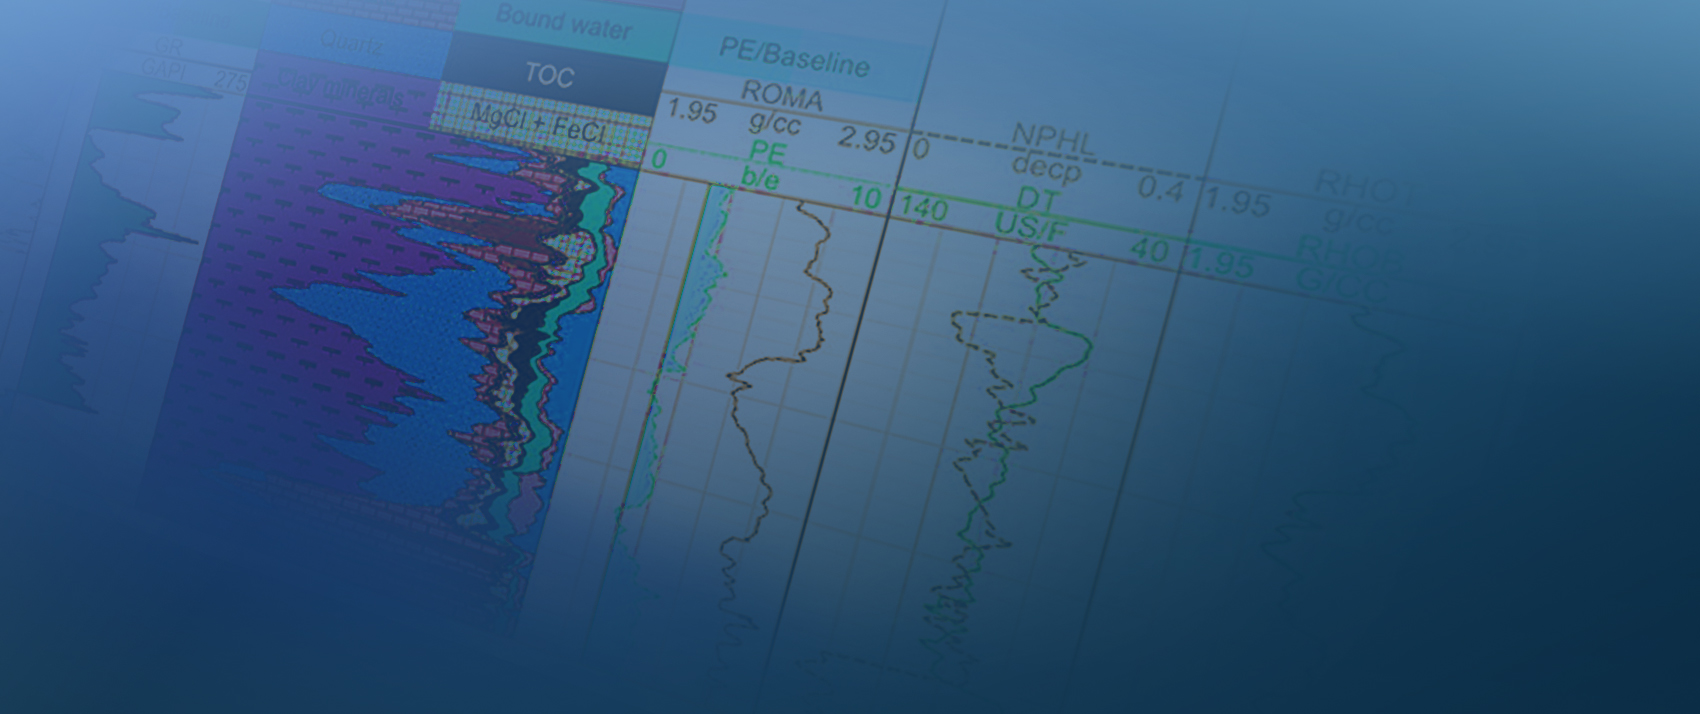 Bound water
Quartz
TOC
Clay minerals
MgCl + FeCl
GR
GAPI 275
PE/Baseline
ROMA
1.95 g/cc 2.95
PE
0 b/e 10
NPHL
0 decp 0.4
DT
140 US/F 40
RHO
1.95 g/cc
RHOB
1.95 G/CC